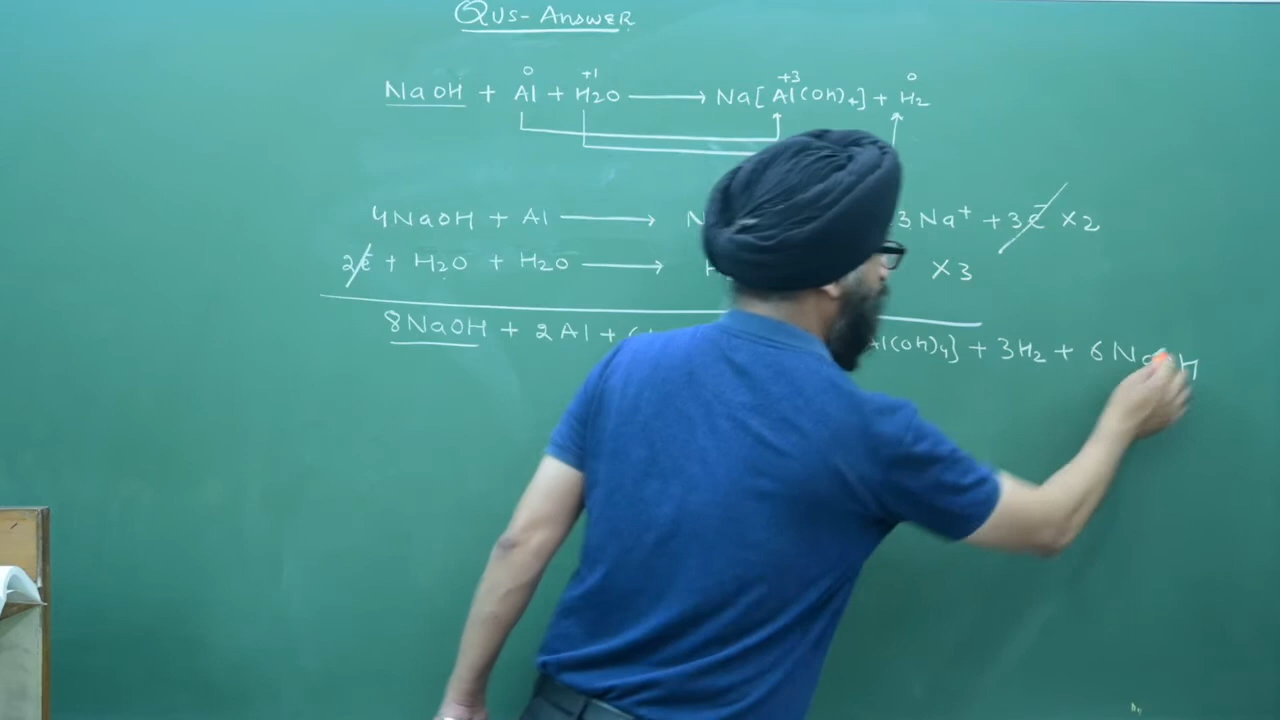 QUS- ANSWER
0 +1 +3 0
NaOH + Al + H2O → Na[Al(OH)4] + H2
4NaOH + Al → N 3Na+ + 3e- ×2
2e- + H2O + H2O → H ×3
8NaOH + 2Al + Al(OH)4] + 3H2 + 6N H